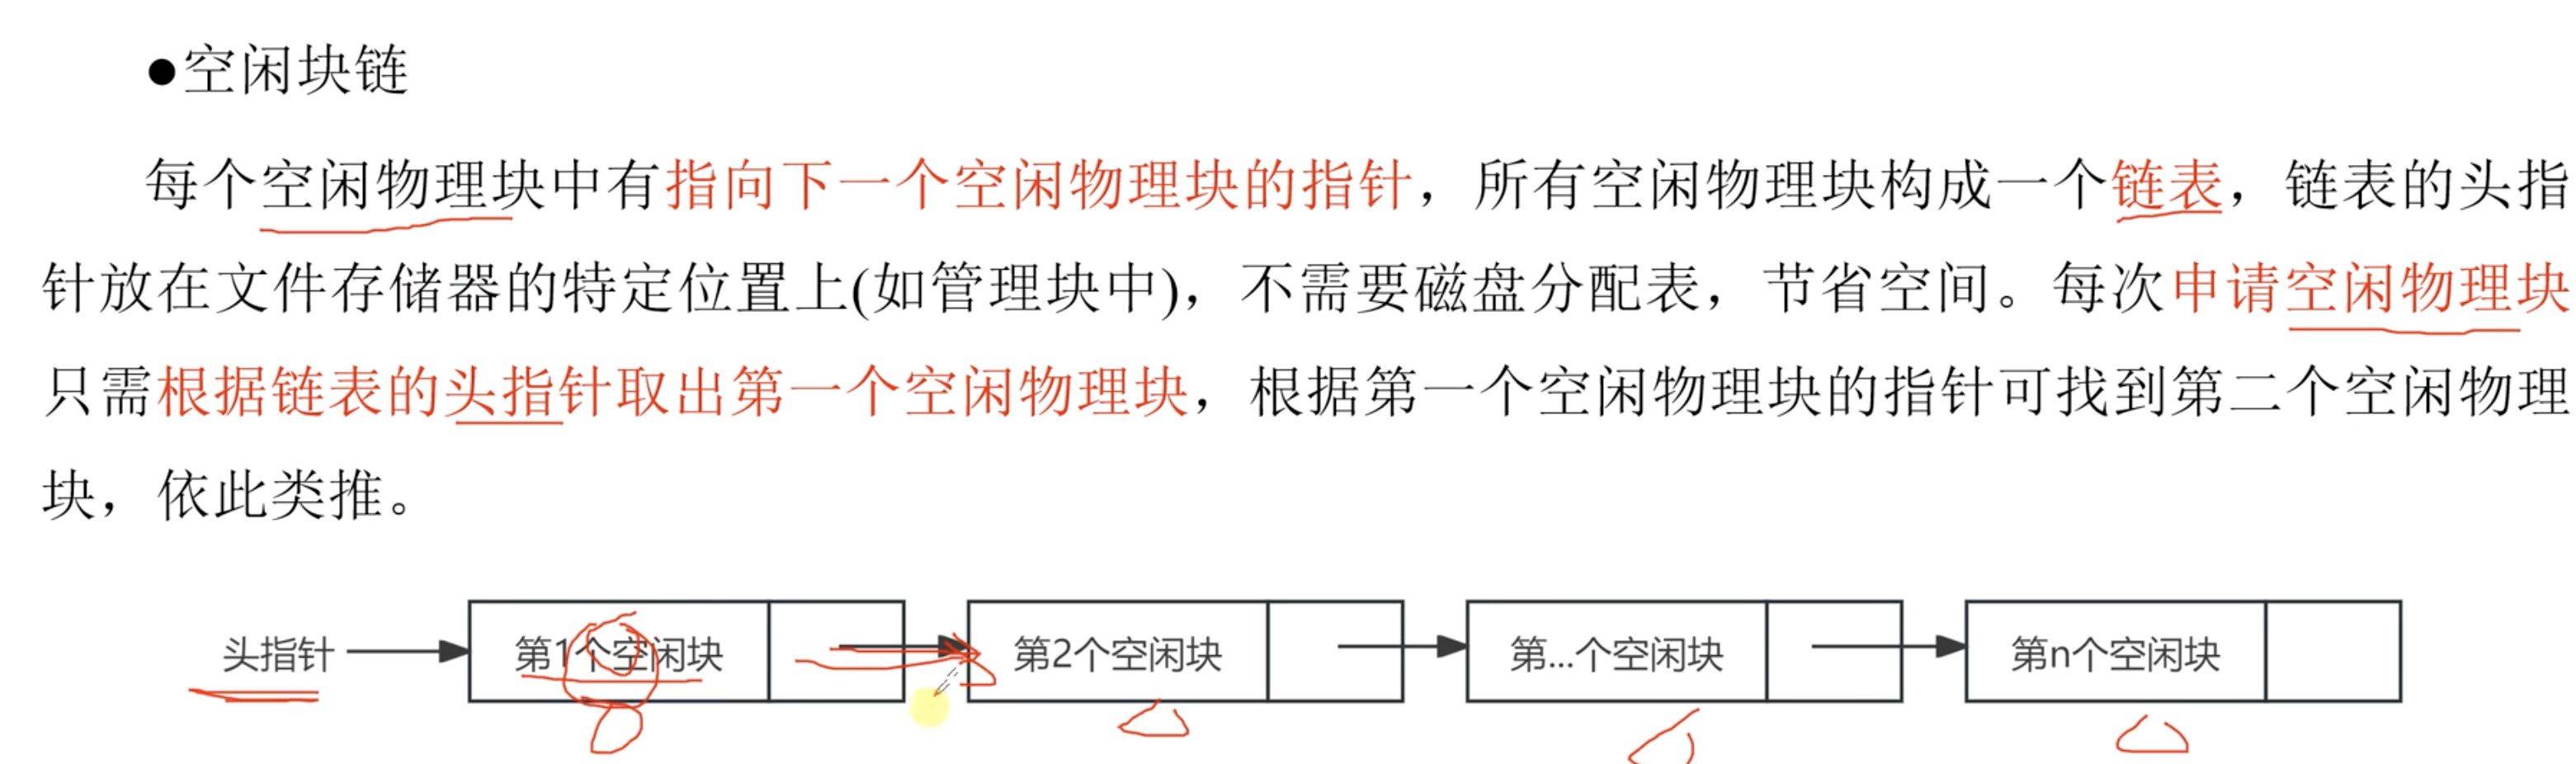 ●空闲块链
每个空闲物理块中有指向下一个空闲物理块的指针，所有空闲物理块构成一个链表，链表的头指
针放在文件存储器的特定位置上(如管理块中)，不需要磁盘分配表，节省空间。每次申请空闲物理块
只需根据链表的头指针取出第一个空闲物理块，根据第一个空闲物理块的指针可找到第二个空闲物理
块，依此类推。
头指针 第1个空闲块 第2个空闲块 第...个空闲块 第n个空闲块